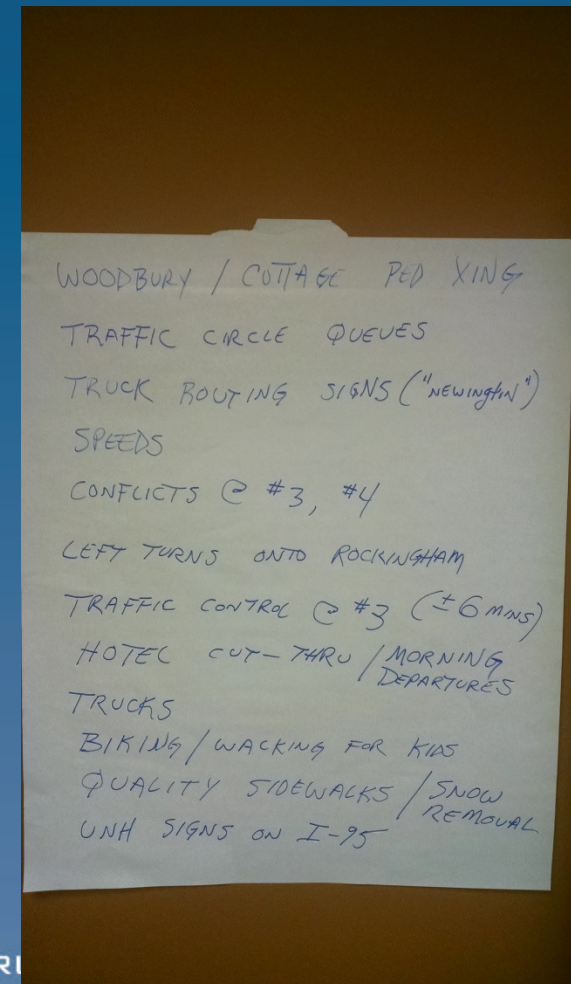 WOODBURY / COTTAGE PED XING
TRAFFIC CIRCLE QUEUES
TRUCK ROUTING SIGNS ("NEWINGTIN")
SPEEDS
CONFLICTS @ #3, #4
LEFT TURNS ONTO ROCKINGHAM
TRAFFIC CONTROL @ #3 (±6 MINS)
HOTEL CUT-THRU / MORNING
DEPARTURES
TRUCKS
BIKING / WALKING FOR KIDS
QUALITY SIDEWALKS / SNOW
REMOVAL
UNH SIGNS ON I-95